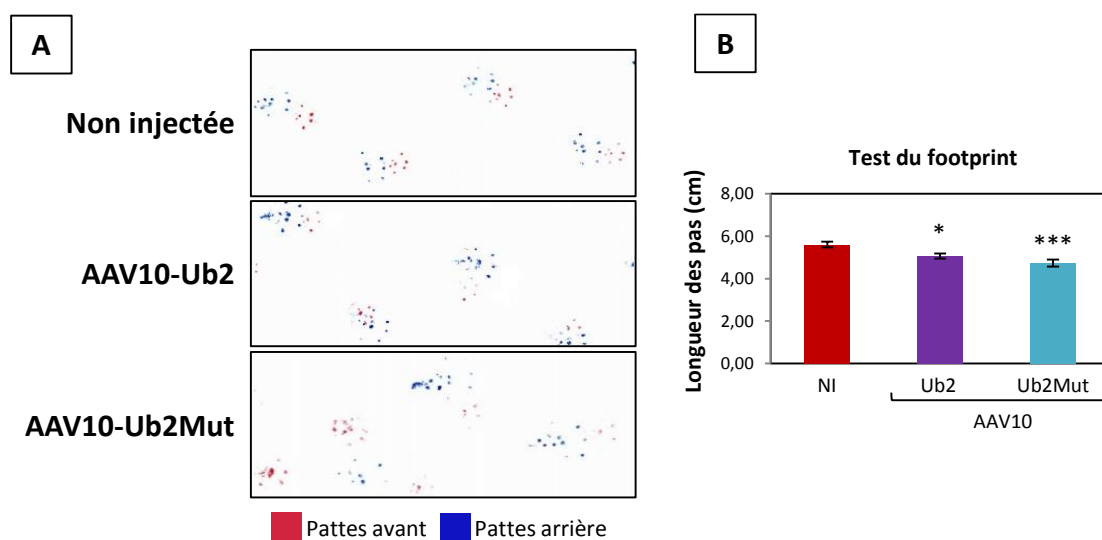 A
Non injectée
AAV10-Ub2
AAV10-Ub2Mut
Pattes avant
Pattes arrière
B
Test du footprint
Longueur des pas (cm)
8,00
6,00
4,00
2,00
0,00
*
***
NI
Ub2
Ub2Mut
AAV10